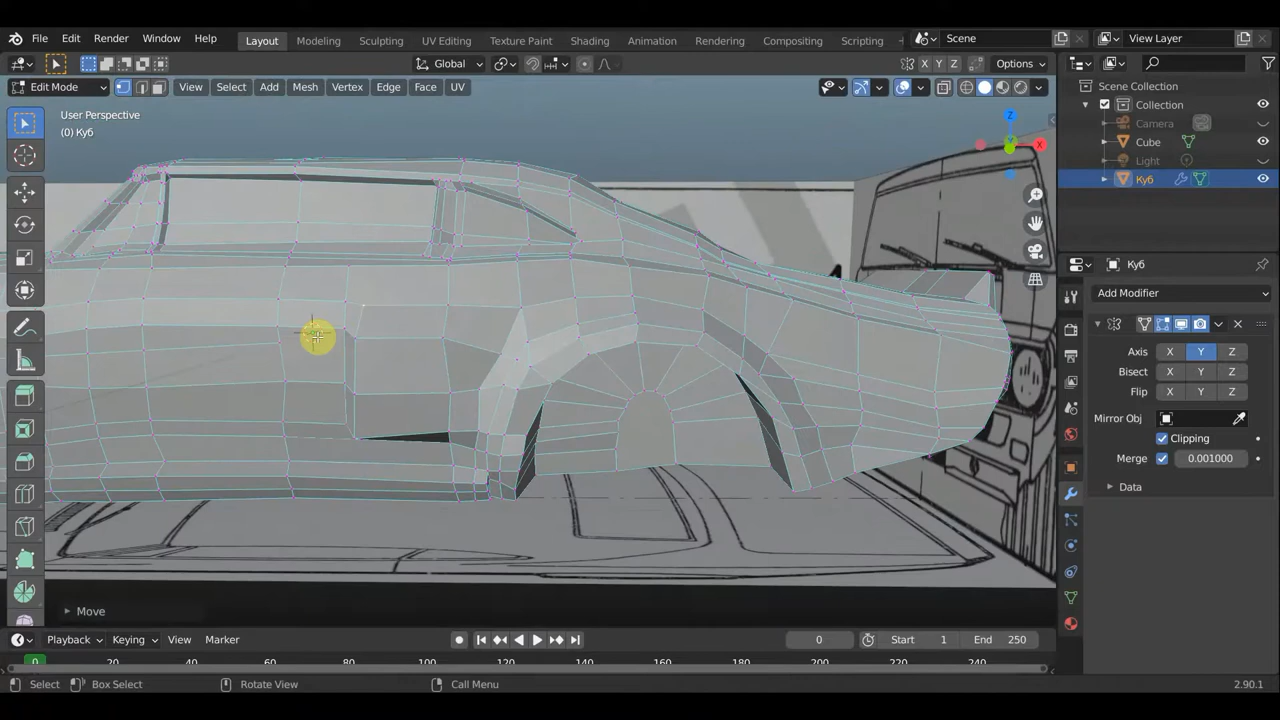 File Edit Render Window Help Layout Modeling Sculpting UV Editing Texture Paint Shading Animation Rendering Compositing Scripting Scene View Layer
Global X Y Z Options
Edit Mode View Select Add Mesh Vertex Edge Face UV
User Perspective
(0) Куб
Z
X
Scene Collection
Collection
Camera
Cube
Light
Куб
Куб
Add Modifier
Axis X Y Z
Bisect X Y Z
Flip X Y Z
Mirror Obj
Clipping
Merge 0.001000
Data
Move
Playback Keying View Marker 0 Start 1 End 250
0 20 40 60 80 100 120 140 160 180 200 220 240
Select Box Select Rotate View Call Menu 2.90.1